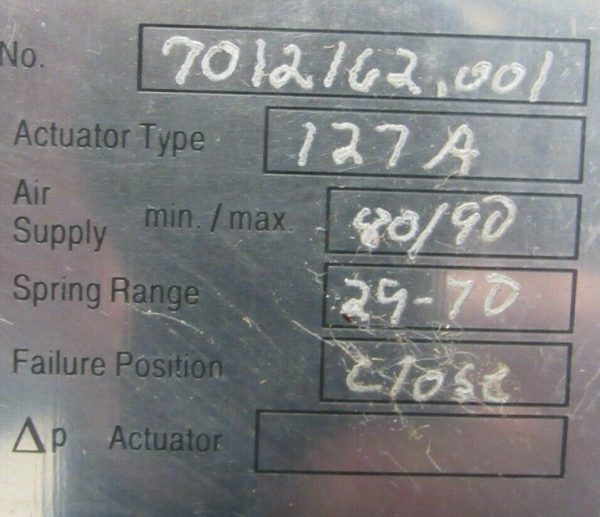 No. 7012162.001
Actuator Type 127A
Air
Supply min. / max. 80/90
Spring Range 29-70
Failure Position close
Δp Actuator